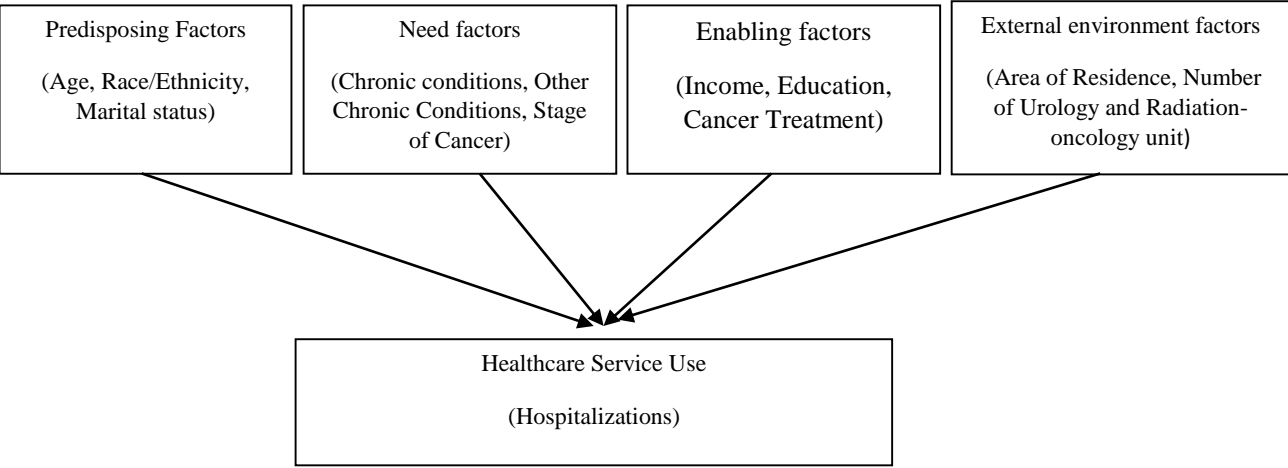 Predisposing Factors
(Age, Race/Ethnicity,
Marital status)
Need factors
(Chronic conditions, Other
Chronic Conditions, Stage
of Cancer)
Enabling factors
(Income, Education,
Cancer Treatment)
External environment factors
(Area of Residence, Number
of Urology and Radiation-
oncology unit)
Healthcare Service Use
(Hospitalizations)